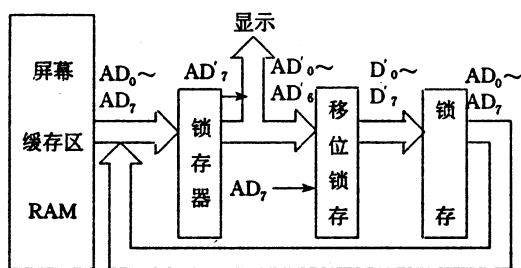 显示
屏幕
缓存区
RAM
AD₀～
AD₇
AD′₇
锁存器
AD′₀～
AD′₆
AD₇
移位锁存
D′₀～
D′₇
锁存
AD₀～
AD₇